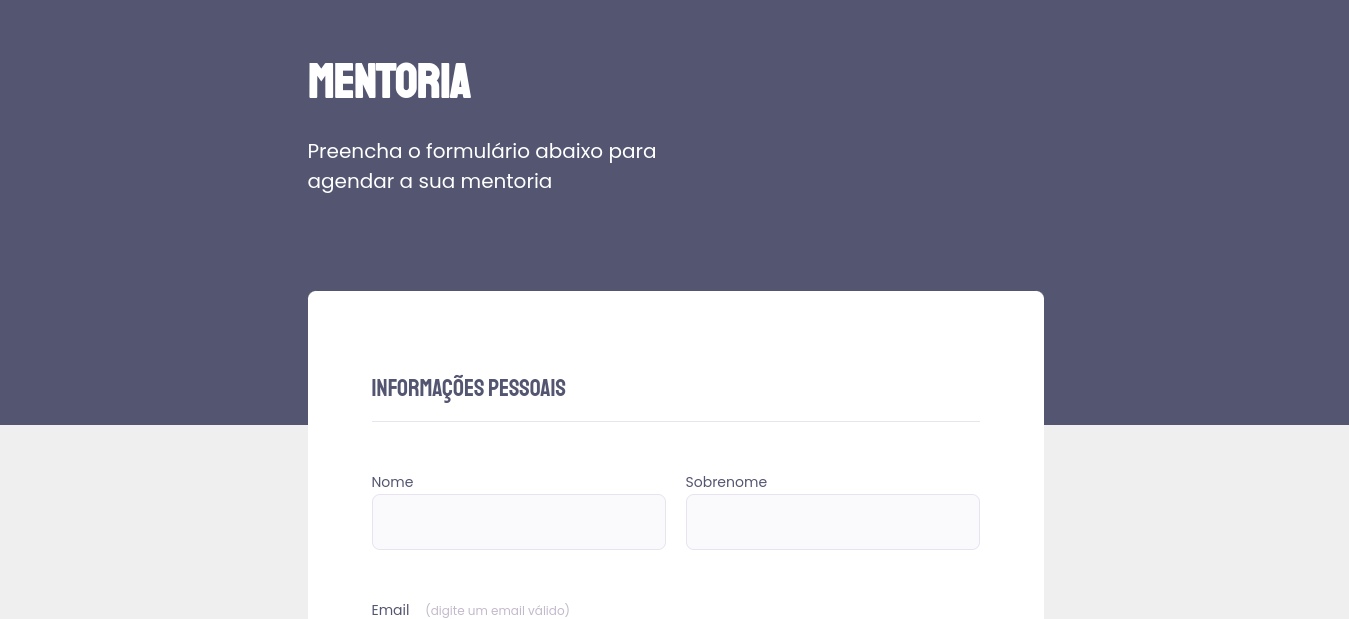 MENTORIA
Preencha o formulário abaixo para
agendar a sua mentoria
INFORMAÇÕES PESSOAIS
Nome
Sobrenome
Email (digite um email válido)